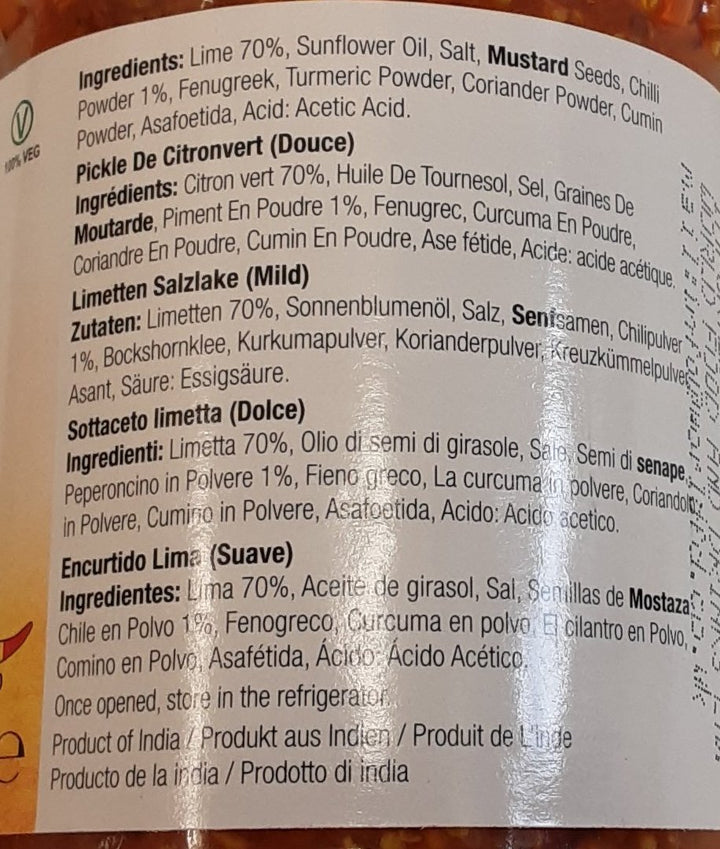 Ingredients: Lime 70%, Sunflower Oil, Salt, Mustard Seeds, Chilli
Powder 1%, Fenugreek, Turmeric Powder, Coriander Powder, Cumin
Powder, Asafoetida, Acid: Acetic Acid.
100% VEG
Pickle De Citronvert (Douce)
Ingrédients: Citron vert 70%, Huile De Tournesol, Sel, Graines De
Moutarde, Piment En Poudre 1%, Fenugrec, Curcuma En Poudre,
Coriandre En Poudre, Cumin En Poudre, Ase fétide, Acide: acide acétique.
Limetten Salzlake (Mild)
Zutaten: Limetten 70%, Sonnenblumenöl, Salz, Senfsamen, Chilipulver
1%, Bockshornklee, Kurkumapulver, Korianderpulver, Kreuzkümmelpulver
Asant, Säure: Essigsäure.
Sottaceto limetta (Dolce)
Ingredienti: Limetta 70%, Olio di semi di girasole, Sale, Semi di senape,
Peperoncino in Polvere 1%, Fieno greco, La curcuma in polvere, Coriandolo
in Polvere, Cumino in Polvere, Asafoetida, Acido: Acido acetico.
Encurtido Lima (Suave)
Ingredientes: Lima 70%, Aceite de girasol, Sal, Semillas de Mostaza
Chile en Polvo 1%, Fenogreco, Curcuma en polvo, El cilantro en Polvo,
Comino en Polvo, Asafétida, Ácido: Ácido Acético.
Once opened, store in the refrigerator.
Product of India / Produkt aus Indien / Produit de L'inde
Producto de la india / Prodotto di india